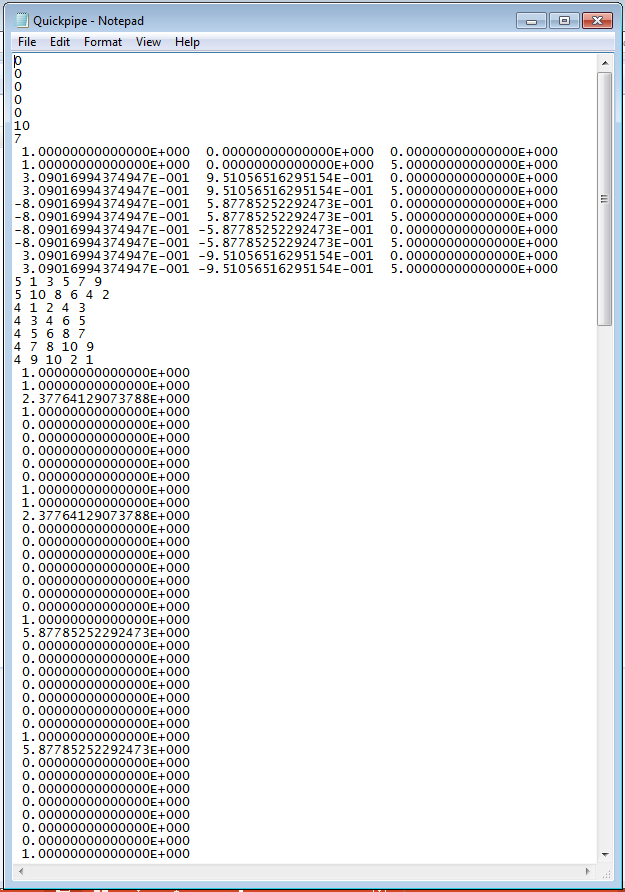 Quickpipe - Notepad
File Edit Format View Help
0
0
0
0
0
10
7
1.00000000000000E+000 0.00000000000000E+000 0.00000000000000E+000
1.00000000000000E+000 0.00000000000000E+000 5.00000000000000E+000
3.09016994374947E-001 9.51056516295154E-001 0.00000000000000E+000
3.09016994374947E-001 9.51056516295154E-001 5.00000000000000E+000
-8.09016994374947E-001 5.87785252292473E-001 0.00000000000000E+000
-8.09016994374947E-001 5.87785252292473E-001 5.00000000000000E+000
-8.09016994374947E-001 -5.87785252292473E-001 0.00000000000000E+000
-8.09016994374947E-001 -5.87785252292473E-001 5.00000000000000E+000
3.09016994374947E-001 -9.51056516295154E-001 0.00000000000000E+000
3.09016994374947E-001 -9.51056516295154E-001 5.00000000000000E+000
5 1 3 5 7 9
5 10 8 6 4 2
4 1 2 4 3
4 3 4 6 5
4 5 6 8 7
4 7 8 10 9
4 9 10 2 1
1.00000000000000E+000
1.00000000000000E+000
2.37764129073788E+000
1.00000000000000E+000
0.00000000000000E+000
0.00000000000000E+000
0.00000000000000E+000
0.00000000000000E+000
0.00000000000000E+000
1.00000000000000E+000
1.00000000000000E+000
2.37764129073788E+000
0.00000000000000E+000
0.00000000000000E+000
0.00000000000000E+000
0.00000000000000E+000
0.00000000000000E+000
0.00000000000000E+000
0.00000000000000E+000
1.00000000000000E+000
5.87785252292473E+000
0.00000000000000E+000
0.00000000000000E+000
0.00000000000000E+000
0.00000000000000E+000
0.00000000000000E+000
0.00000000000000E+000
0.00000000000000E+000
1.00000000000000E+000
5.87785252292473E+000
0.00000000000000E+000
0.00000000000000E+000
0.00000000000000E+000
0.00000000000000E+000
0.00000000000000E+000
0.00000000000000E+000
0.00000000000000E+000
1.00000000000000E+000